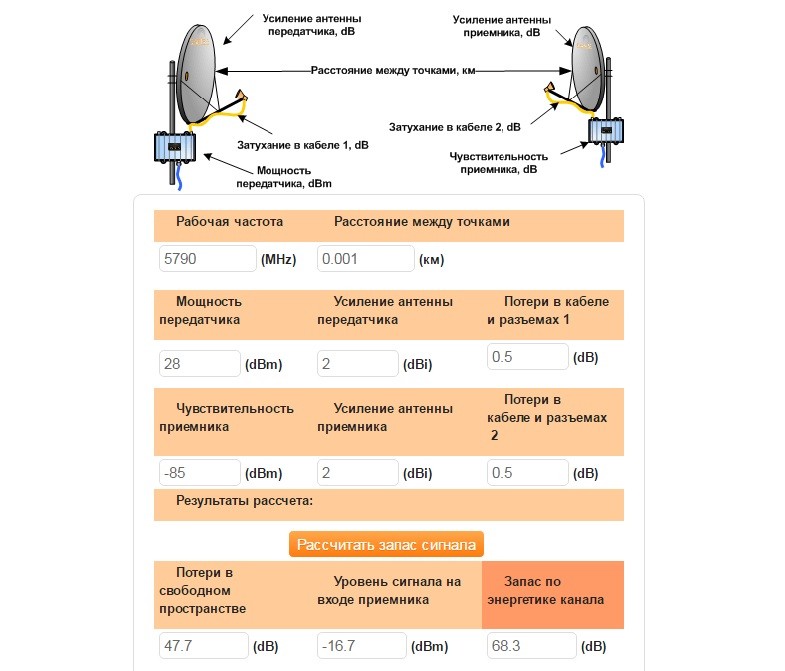 Усиление антенны
передатчика, dB
Усиление антенны
приемника, dB
Расстояние между точками, км
Затухание в кабеле 2, dB
Затухание в кабеле 1, dB
Чувствительность
приемника, dB
Мощность
передатчика, dBm
Рабочая частота Расстояние между точками
5790 (MHz) 0.001 (км)
Мощность передатчика Усиление антенны передатчика Потери в кабеле и разъемах 1
28 (dBm) 2 (dBi) 0.5 (dB)
Чувствительность приемника Усиление антенны приемника Потери в кабеле и разъемах 2
-85 (dBm) 2 (dBi) 0.5 (dB)
Результаты рассчета:
Рассчитать запас сигнала
Потери в свободном пространстве Уровень сигнала на входе приемника Запас по энергетике канала
47.7 (dB) -16.7 (dBm) 68.3 (dB)